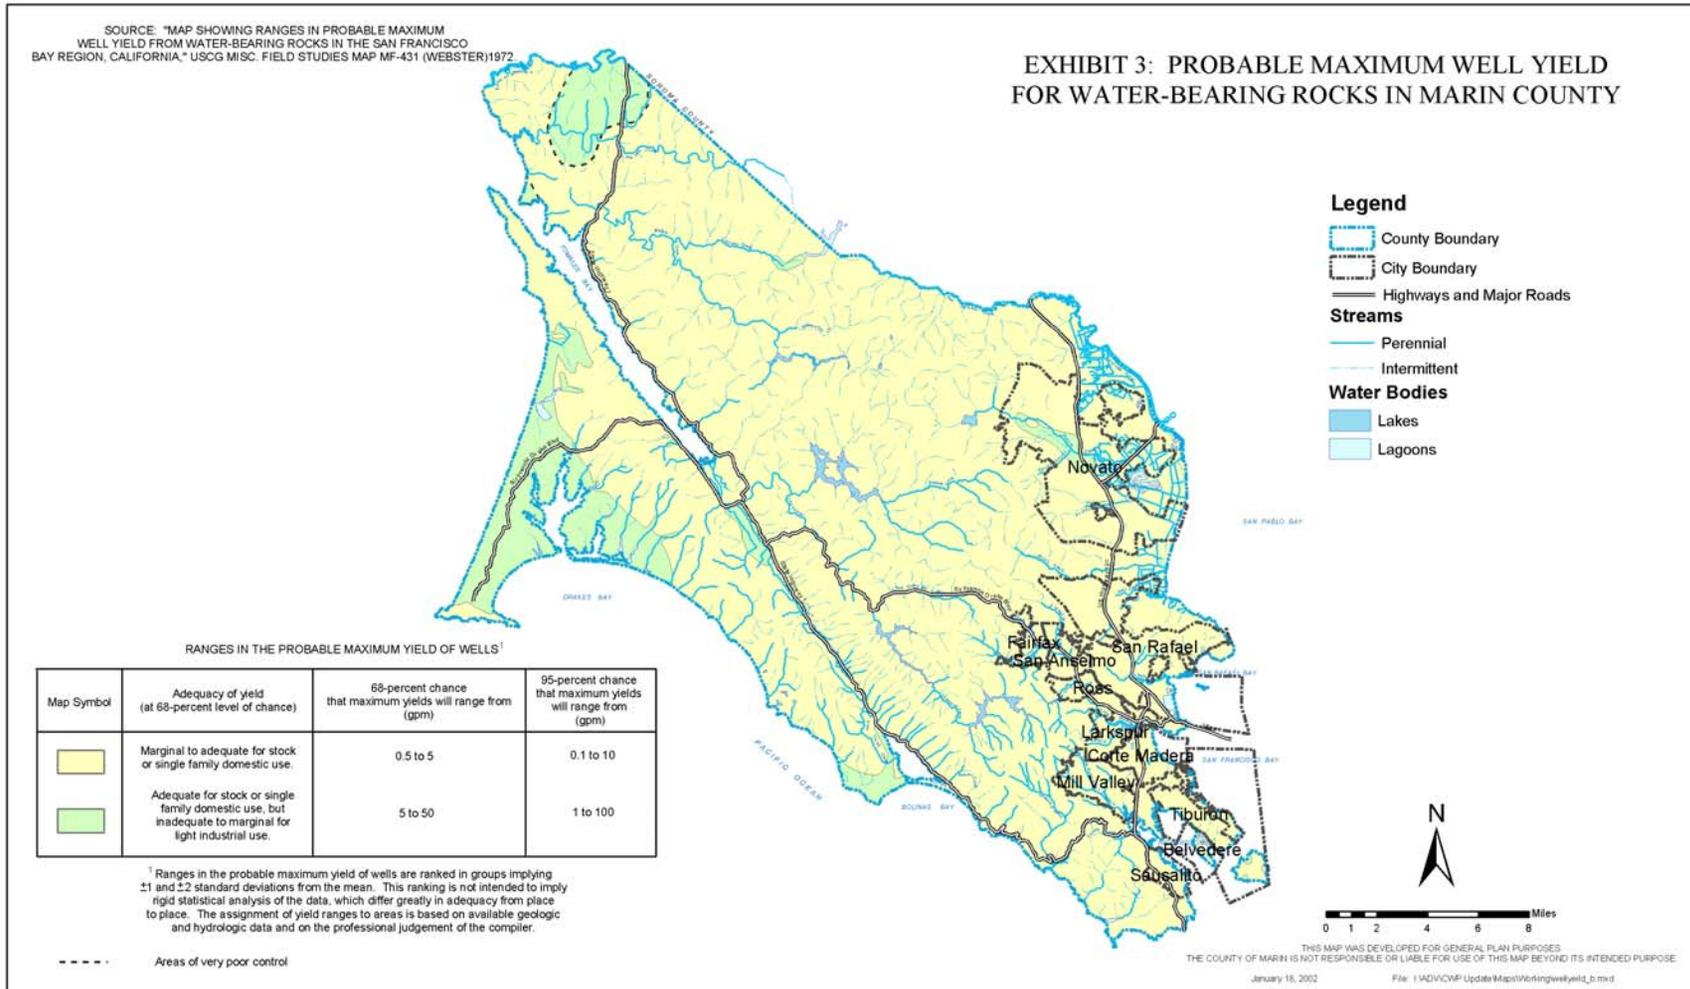 SOURCE: "MAP SHOWING RANGES IN PROBABLE MAXIMUM
WELL YIELD FROM WATER-BEARING ROCKS IN THE SAN FRANCISCO
BAY REGION, CALIFORNIA," USCG MISC. FIELD STUDIES MAP MF-431 (WEBSTER)1972.
EXHIBIT 3: PROBABLE MAXIMUM WELL YIELD
FOR WATER-BEARING ROCKS IN MARIN COUNTY
SONOMA COUNTY
TOMALES BAY
Legend
County Boundary
City Boundary
Highways and Major Roads
Streams
Perennial
Intermittent
Water Bodies
Lakes
Lagoons
Novato
SAN PABLO BAY
DRAKES BAY
Fairfax
San Rafael
San Anselmo
SAN RAFAEL BAY
Ross
Larkspur
Corte Madera
SAN FRANCISCO BAY
Mill Valley
PACIFIC OCEAN
BOLINAS BAY
Tiburon
Belvedere
Sausalito
RANGES IN THE PROBABLE MAXIMUM YIELD OF WELLS1
Map Symbol
Adequacy of yield
(at 68-percent level of chance)
68-percent chance
that maximum yields will range from
(gpm)
95-percent chance
that maximum yields
will range from
(gpm)
Marginal to adequate for stock
or single family domestic use.
0.5 to 5
0.1 to 10
Adequate for stock or single
family domestic use, but
inadequate to marginal for
light industrial use.
5 to 50
1 to 100
1 Ranges in the probable maximum yield of wells are ranked in groups implying
±1 and ±2 standard deviations from the mean. This ranking is not intended to imply
rigid statistical analysis of the data, which differ greatly in adequacy from place
to place. The assignment of yield ranges to areas is based on available geologic
and hydrologic data and on the professional judgement of the compiler.
Areas of very poor control
N
Miles
0 1 2 4 6 8
THIS MAP WAS DEVELOPED FOR GENERAL PLAN PURPOSES.
THE COUNTY OF MARIN IS NOT RESPONSIBLE OR LIABLE FOR USE OF THIS MAP BEYOND ITS INTENDED PURPOSE.
January 18, 2002